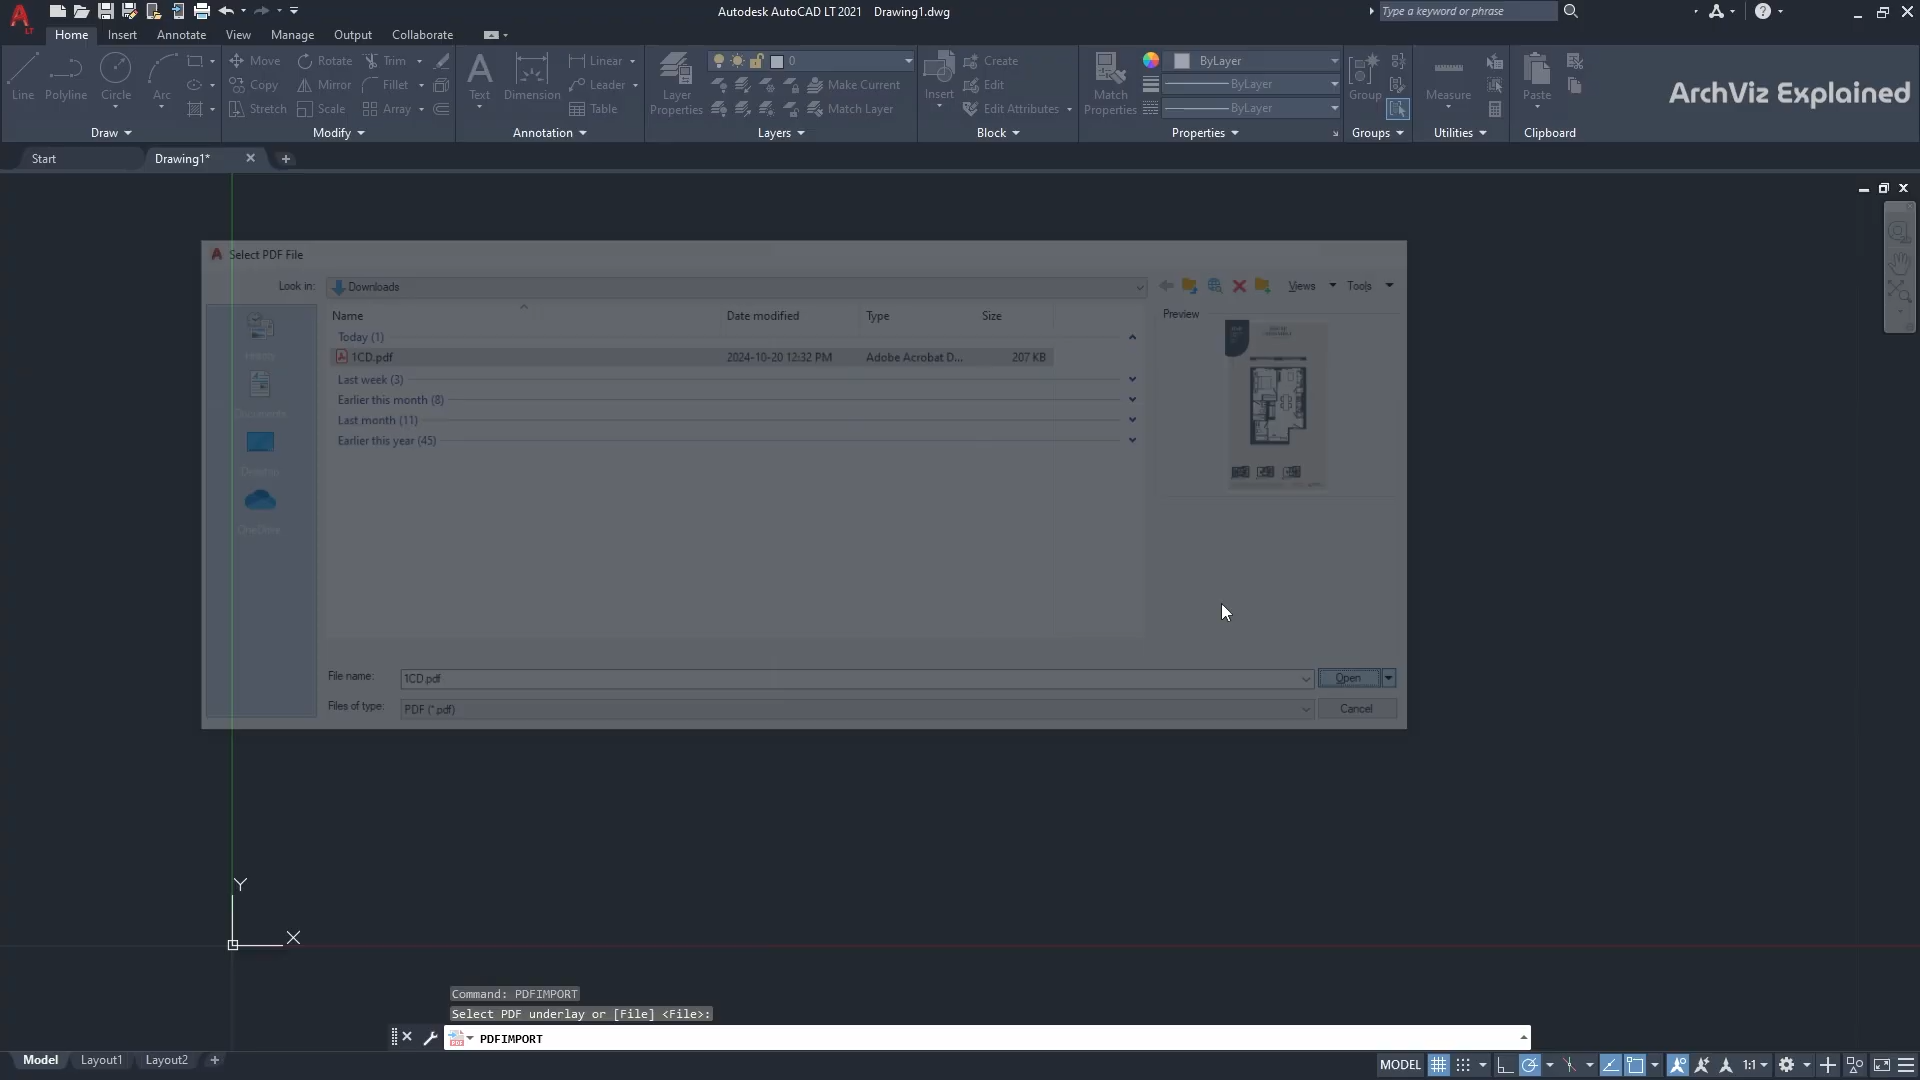 Autodesk AutoCAD LT 2021 Drawing1.dwg
Type a keyword or phrase
LT
Home Insert Annotate View Manage Output Collaborate
Line Polyline Circle Arc
Draw
Move Rotate Trim
Copy Mirror Fillet
Stretch Scale Array
Modify
Text Dimension
Linear
Leader
Table
Annotation
Layer Properties
0
Make Current
Match Layer
Layers
Insert
Create
Edit
Edit Attributes
Block
Match Properties
ByLayer
ByLayer
ByLayer
Properties
Group
Groups
Measure
Utilities
Paste
Clipboard
ArchViz Explained
Start Drawing1*
Select PDF File
Look in: Downloads Views Tools
Name Date modified Type Size
Preview
Today (1)
1CD.pdf 2024-10-20 12:32 PM Adobe Acrobat D... 207 KB
Last week (3)
Earlier this month (8)
Last month (11)
Earlier this year (45)
History
Documents
Desktop
OneDrive
File name: 1CD.pdf Open
Files of type: PDF (*.pdf) Cancel
Y
X
Command: PDFIMPORT
Select PDF underlay or [File] <File>:
PDFIMPORT
Model Layout1 Layout2
MODEL 1:1